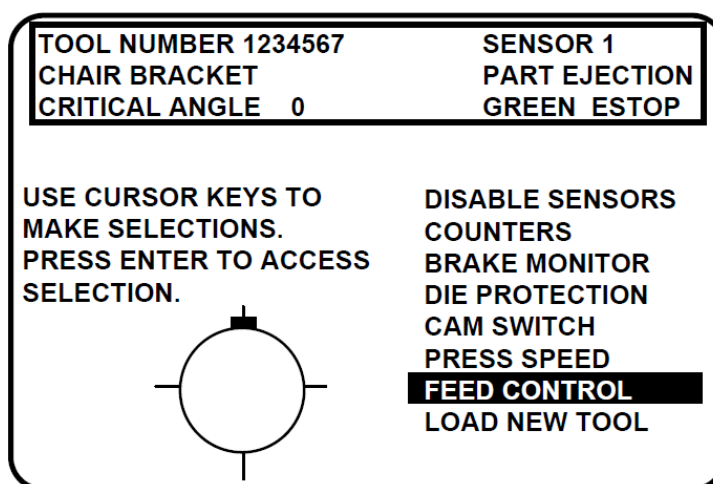 TOOL NUMBER 1234567
CHAIR BRACKET
CRITICAL ANGLE 0
SENSOR 1
PART EJECTION
GREEN ESTOP
USE CURSOR KEYS TO
MAKE SELECTIONS.
PRESS ENTER TO ACCESS
SELECTION.
DISABLE SENSORS
COUNTERS
BRAKE MONITOR
DIE PROTECTION
CAM SWITCH
PRESS SPEED
FEED CONTROL
LOAD NEW TOOL